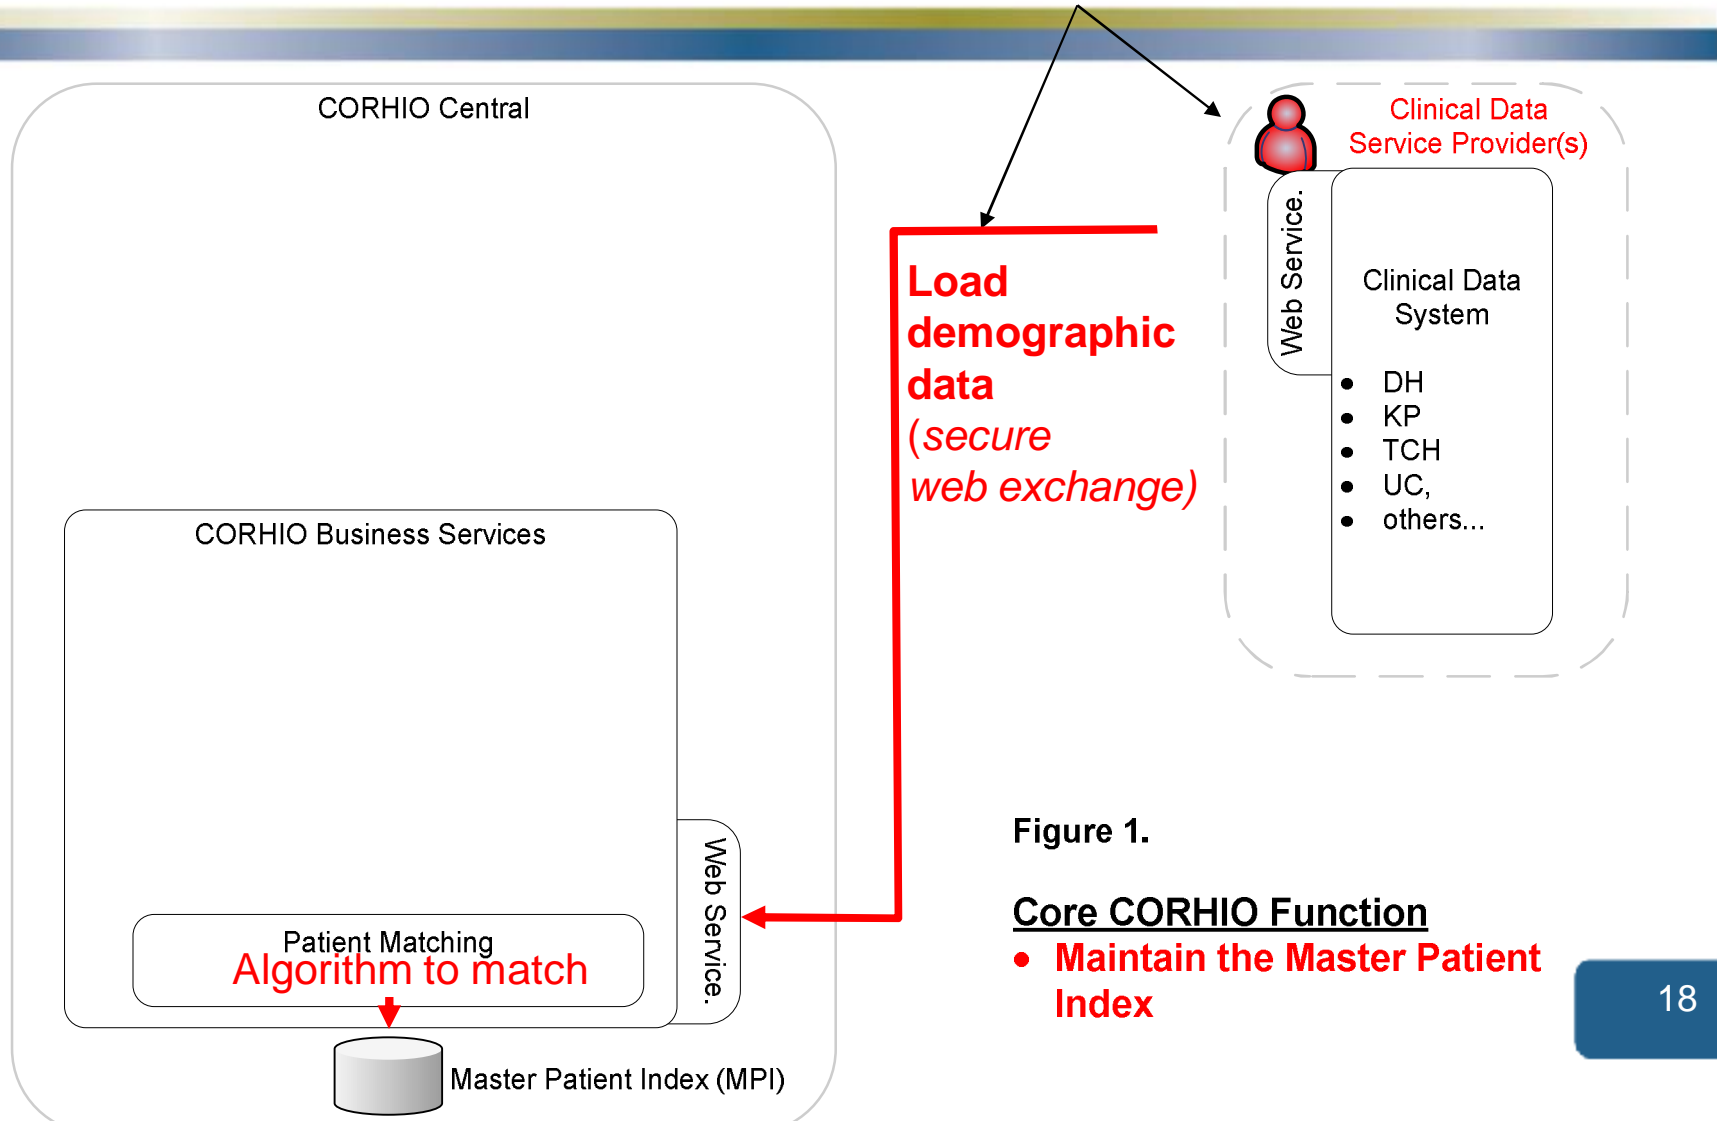 CORHIO Central
Clinical Data
Service Provider(s)
Web Service.
Clinical Data
System
• DH
• KP
• TCH
• UC,
• others...
Load
demographic
data
(secure
web exchange)
CORHIO Business Services
Web Service.
Patient Matching
Algorithm to match
Master Patient Index (MPI)
Figure 1.
Core CORHIO Function
• Maintain the Master Patient
Index
18